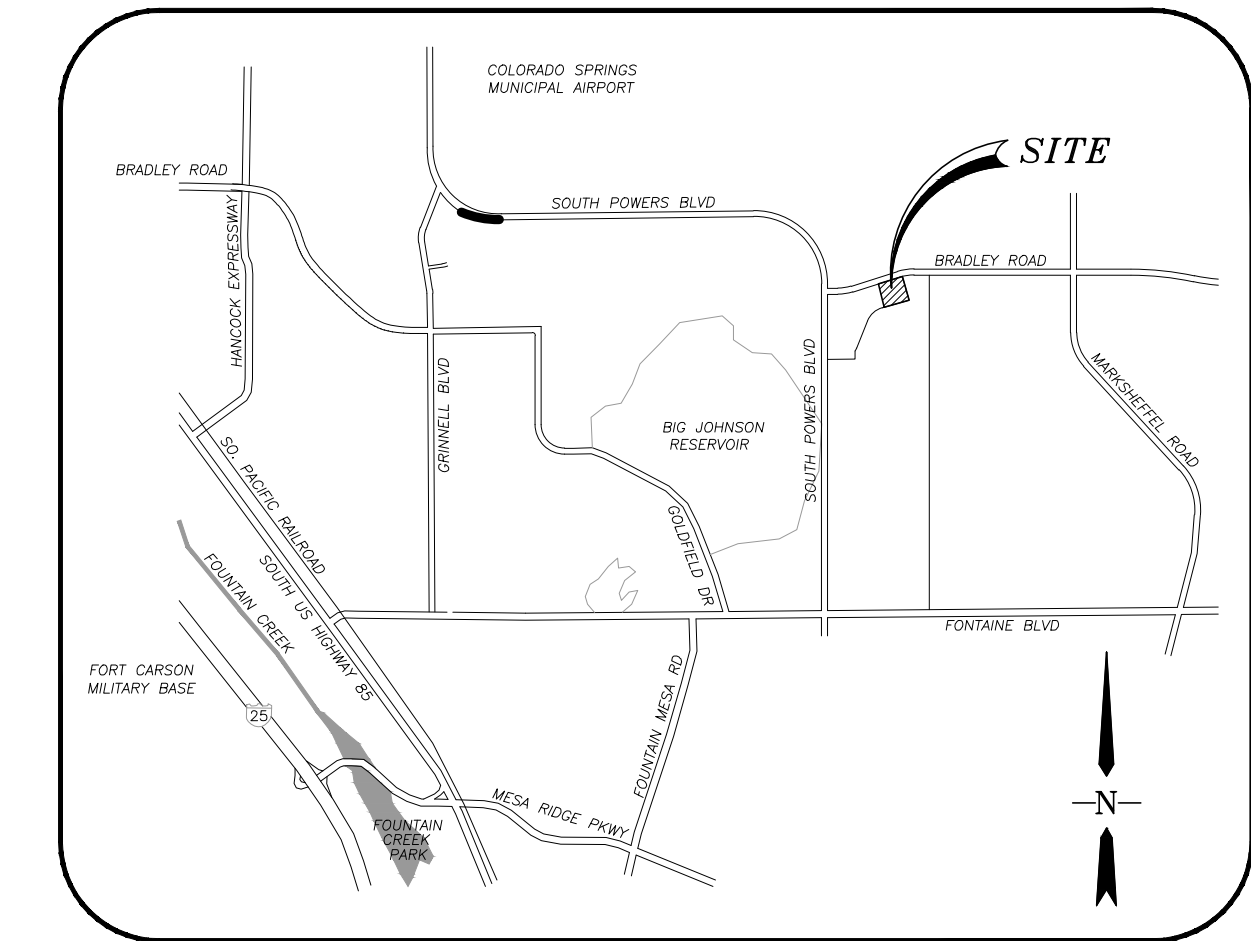 COLORADO SPRINGS
MUNICIPAL AIRPORT
SITE
BRADLEY ROAD
SOUTH POWERS BLVD
HANCOCK EXPRESSWAY
BRADLEY ROAD
GRINNELL BLVD
SOUTH POWERS BLVD
MARKSHEFFEL ROAD
BIG JOHNSON
RESERVOIR
SO. PACIFIC RAILROAD
GOLDFIELD DR
FOUNTAIN CREEK
SOUTH US HIGHWAY 85
FONTAINE BLVD
FORT CARSON
MILITARY BASE
25
FOUNTAIN MESA RD
MESA RIDGE PKWY
N
FOUNTAIN
CREEK
PARK